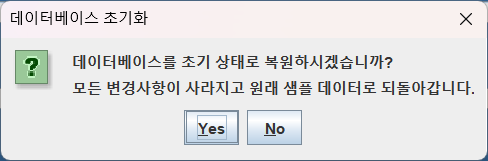 데이터베이스 초기화
데이터베이스를 초기 상태로 복원하시겠습니까?
모든 변경사항이 사라지고 원래 샘플 데이터로 되돌아갑니다.
Yes No